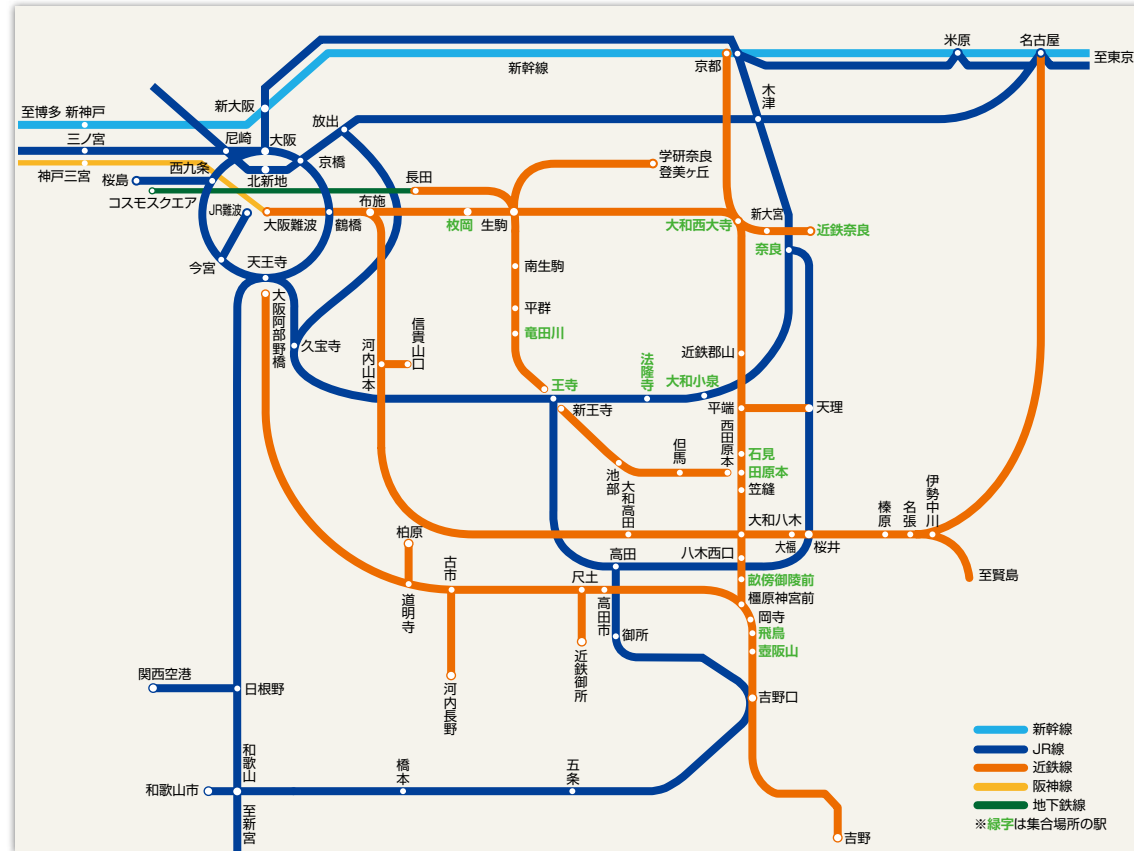 米原
名古屋
京都
新幹線
至東京
木津
新大阪
至博多 新神戸
放出
三ノ宮
尼崎
大阪
京橋
西九条
北新地
学研奈良
登美ヶ丘
神戸三宮
桜島
長田
コスモスクエア
JR難波
大阪難波
鶴橋
布施
枚岡
生駒
大和西大寺
新大宮
近鉄奈良
奈良
今宮
天王寺
南生駒
大阪阿部野橋
平群
竜田川
久宝寺
河内山本
信貴山口
近鉄郡山
法隆寺
大和小泉
王寺
新王寺
平端
天理
西田原本
石見
田原本
笠縫
但馬
池部
大和高田
大和八木
大福
桜井
榛原
名張
伊勢中川
至賢島
柏原
古市
高田
八木西口
畝傍御陵前
橿原神宮前
尺土
高田市
道明寺
岡寺
飛鳥
壺阪山
御所
近鉄御所
河内長野
吉野口
関西空港
日根野
和歌山
和歌山市
橋本
五条
至新宮
吉野
新幹線
JR線
近鉄線
阪神線
地下鉄線
※緑字は集合場所の駅